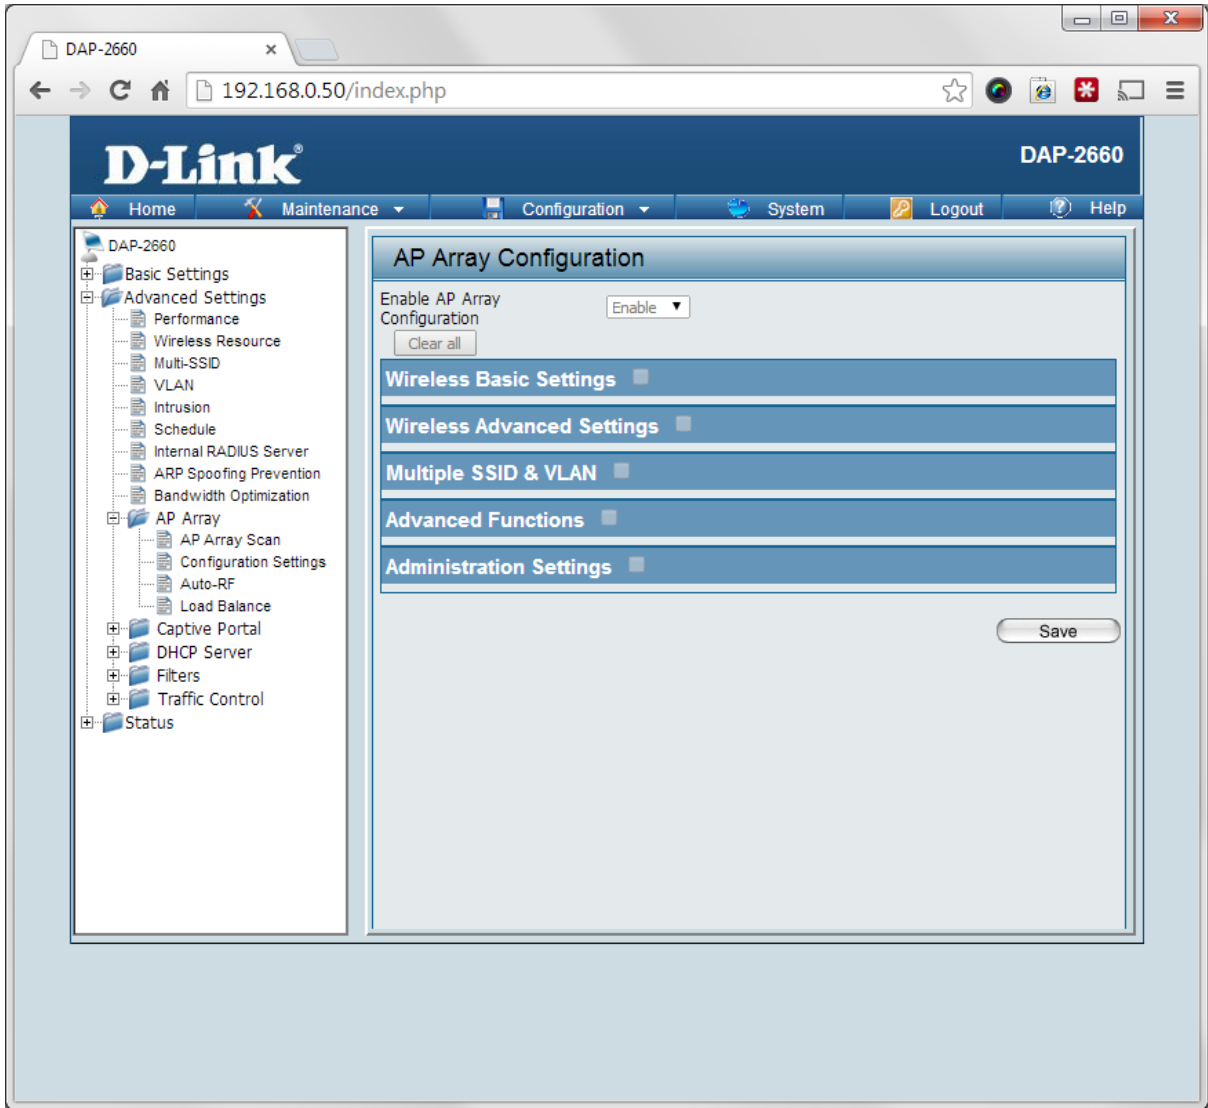 DAP-2660
192.168.0.50/index.php
D-Link®
DAP-2660
Home Maintenance Configuration System Logout Help
DAP-2660
Basic Settings
Advanced Settings
Performance
Wireless Resource
Multi-SSID
VLAN
Intrusion
Schedule
Internal RADIUS Server
ARP Spoofing Prevention
Bandwidth Optimization
AP Array
AP Array Scan
Configuration Settings
Auto-RF
Load Balance
Captive Portal
DHCP Server
Filters
Traffic Control
Status
AP Array Configuration
Enable AP Array
Configuration
Enable
Clear all
Wireless Basic Settings
Wireless Advanced Settings
Multiple SSID & VLAN
Advanced Functions
Administration Settings
Save